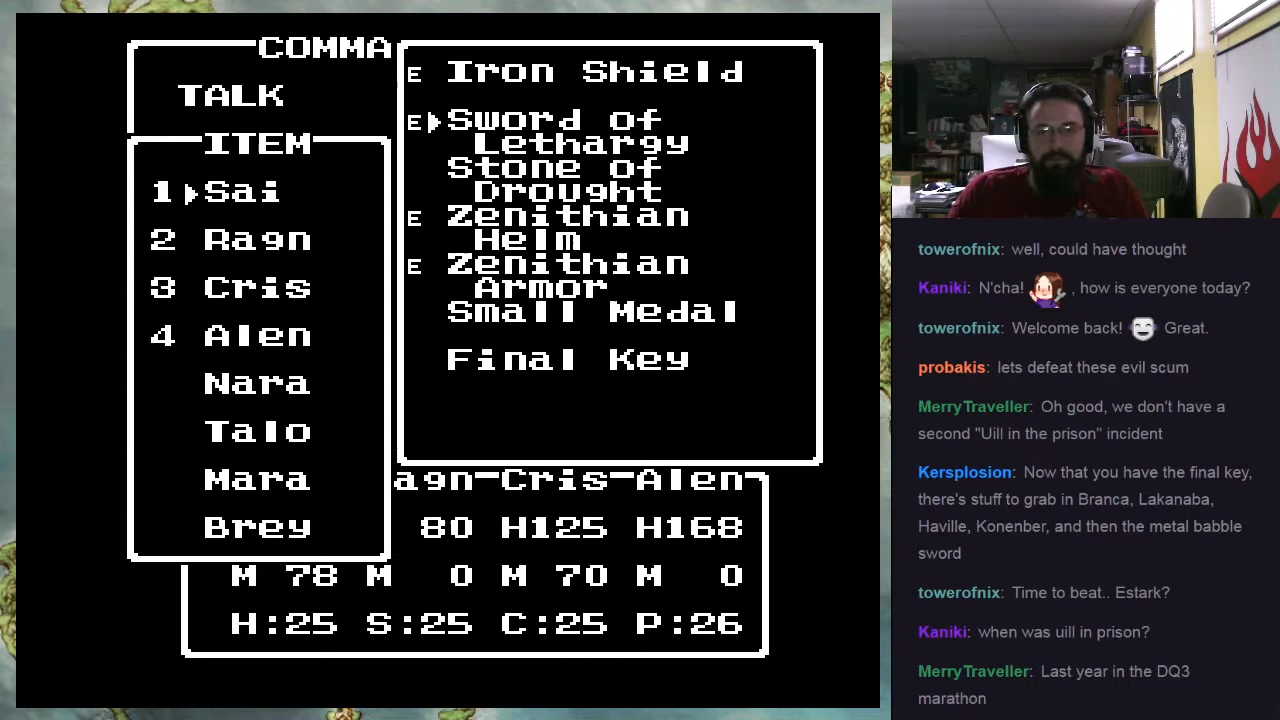 COMMA
TALK
ITEM
1 Sai
2 Ragn
3 Cris
4 Alen
Nara
Talo
Mara
Brey
E Iron Shield
E Sword of
Lethargy
Stone of
Drought
E Zenithian
Helm
E Zenithian
Armor
Small Medal
Final Key
agn Cris Alen
80 H125 H168
M 78 M 0 M 70 M 0
H:25 S:25 C:25 P:26
towerofnix: well, could have thought
Kaniki: N'cha! , how is everyone today?
towerofnix: Welcome back! Great.
probakis: lets defeat these evil scum
MerryTraveller: Oh good, we don't have a
second "Uill in the prison" incident
Kersplosion: Now that you have the final key,
there's stuff to grab in Branca, Lakanaba,
Haville, Konenber, and then the metal babble
sword
towerofnix: Time to beat.. Estark?
Kaniki: when was uill in prison?
MerryTraveller: Last year in the DQ3
marathon